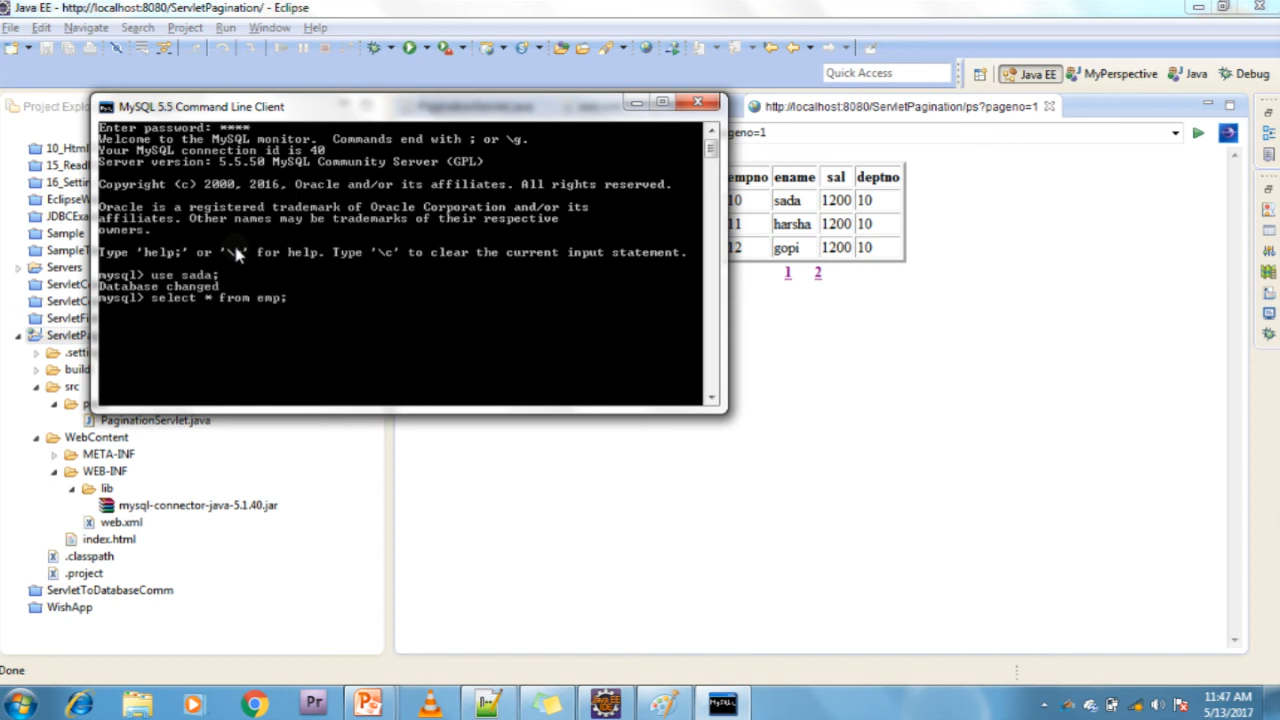 Java EE - http://localhost:8080/ServletPagination/ - Eclipse
File Edit Navigate Search Project Run Window Help
Quick Access
Java EE MyPerspective Java Debug
Project Explo
MySQL 5.5 Command Line Client
http://localhost:8080/ServletPagination/ps?pageno=1
geno=1
Enter password: ****
Welcome to the MySQL monitor. Commands end with ; or \g.
Your MySQL connection id is 40
Server version: 5.5.50 MySQL Community Server (GPL)
Copyright (c) 2000, 2016, Oracle and/or its affiliates. All rights reserved.
Oracle is a registered trademark of Oracle Corporation and/or its
affiliates. Other names may be trademarks of their respective
owners.
Type 'help;' or '\ ' for help. Type '\c' to clear the current input statement.
mysql> use sada;
Database changed
mysql> select * from emp;
empno ename sal deptno
10 sada 1200 10
11 harsha 1200 10
12 gopi 1200 10
1 2
10_Html
15_Readi
16_Settin
EclipseW
JDBCExa
Sample
SampleT
Servers
ServletC
ServletC
ServletFi
ServletPa
.setti
build
src
p
PaginationServlet.java
WebContent
META-INF
WEB-INF
lib
mysql-connector-java-5.1.40.jar
web.xml
index.html
.classpath
.project
ServletToDatabaseComm
WishApp
Done
11:47 AM
5/13/2017